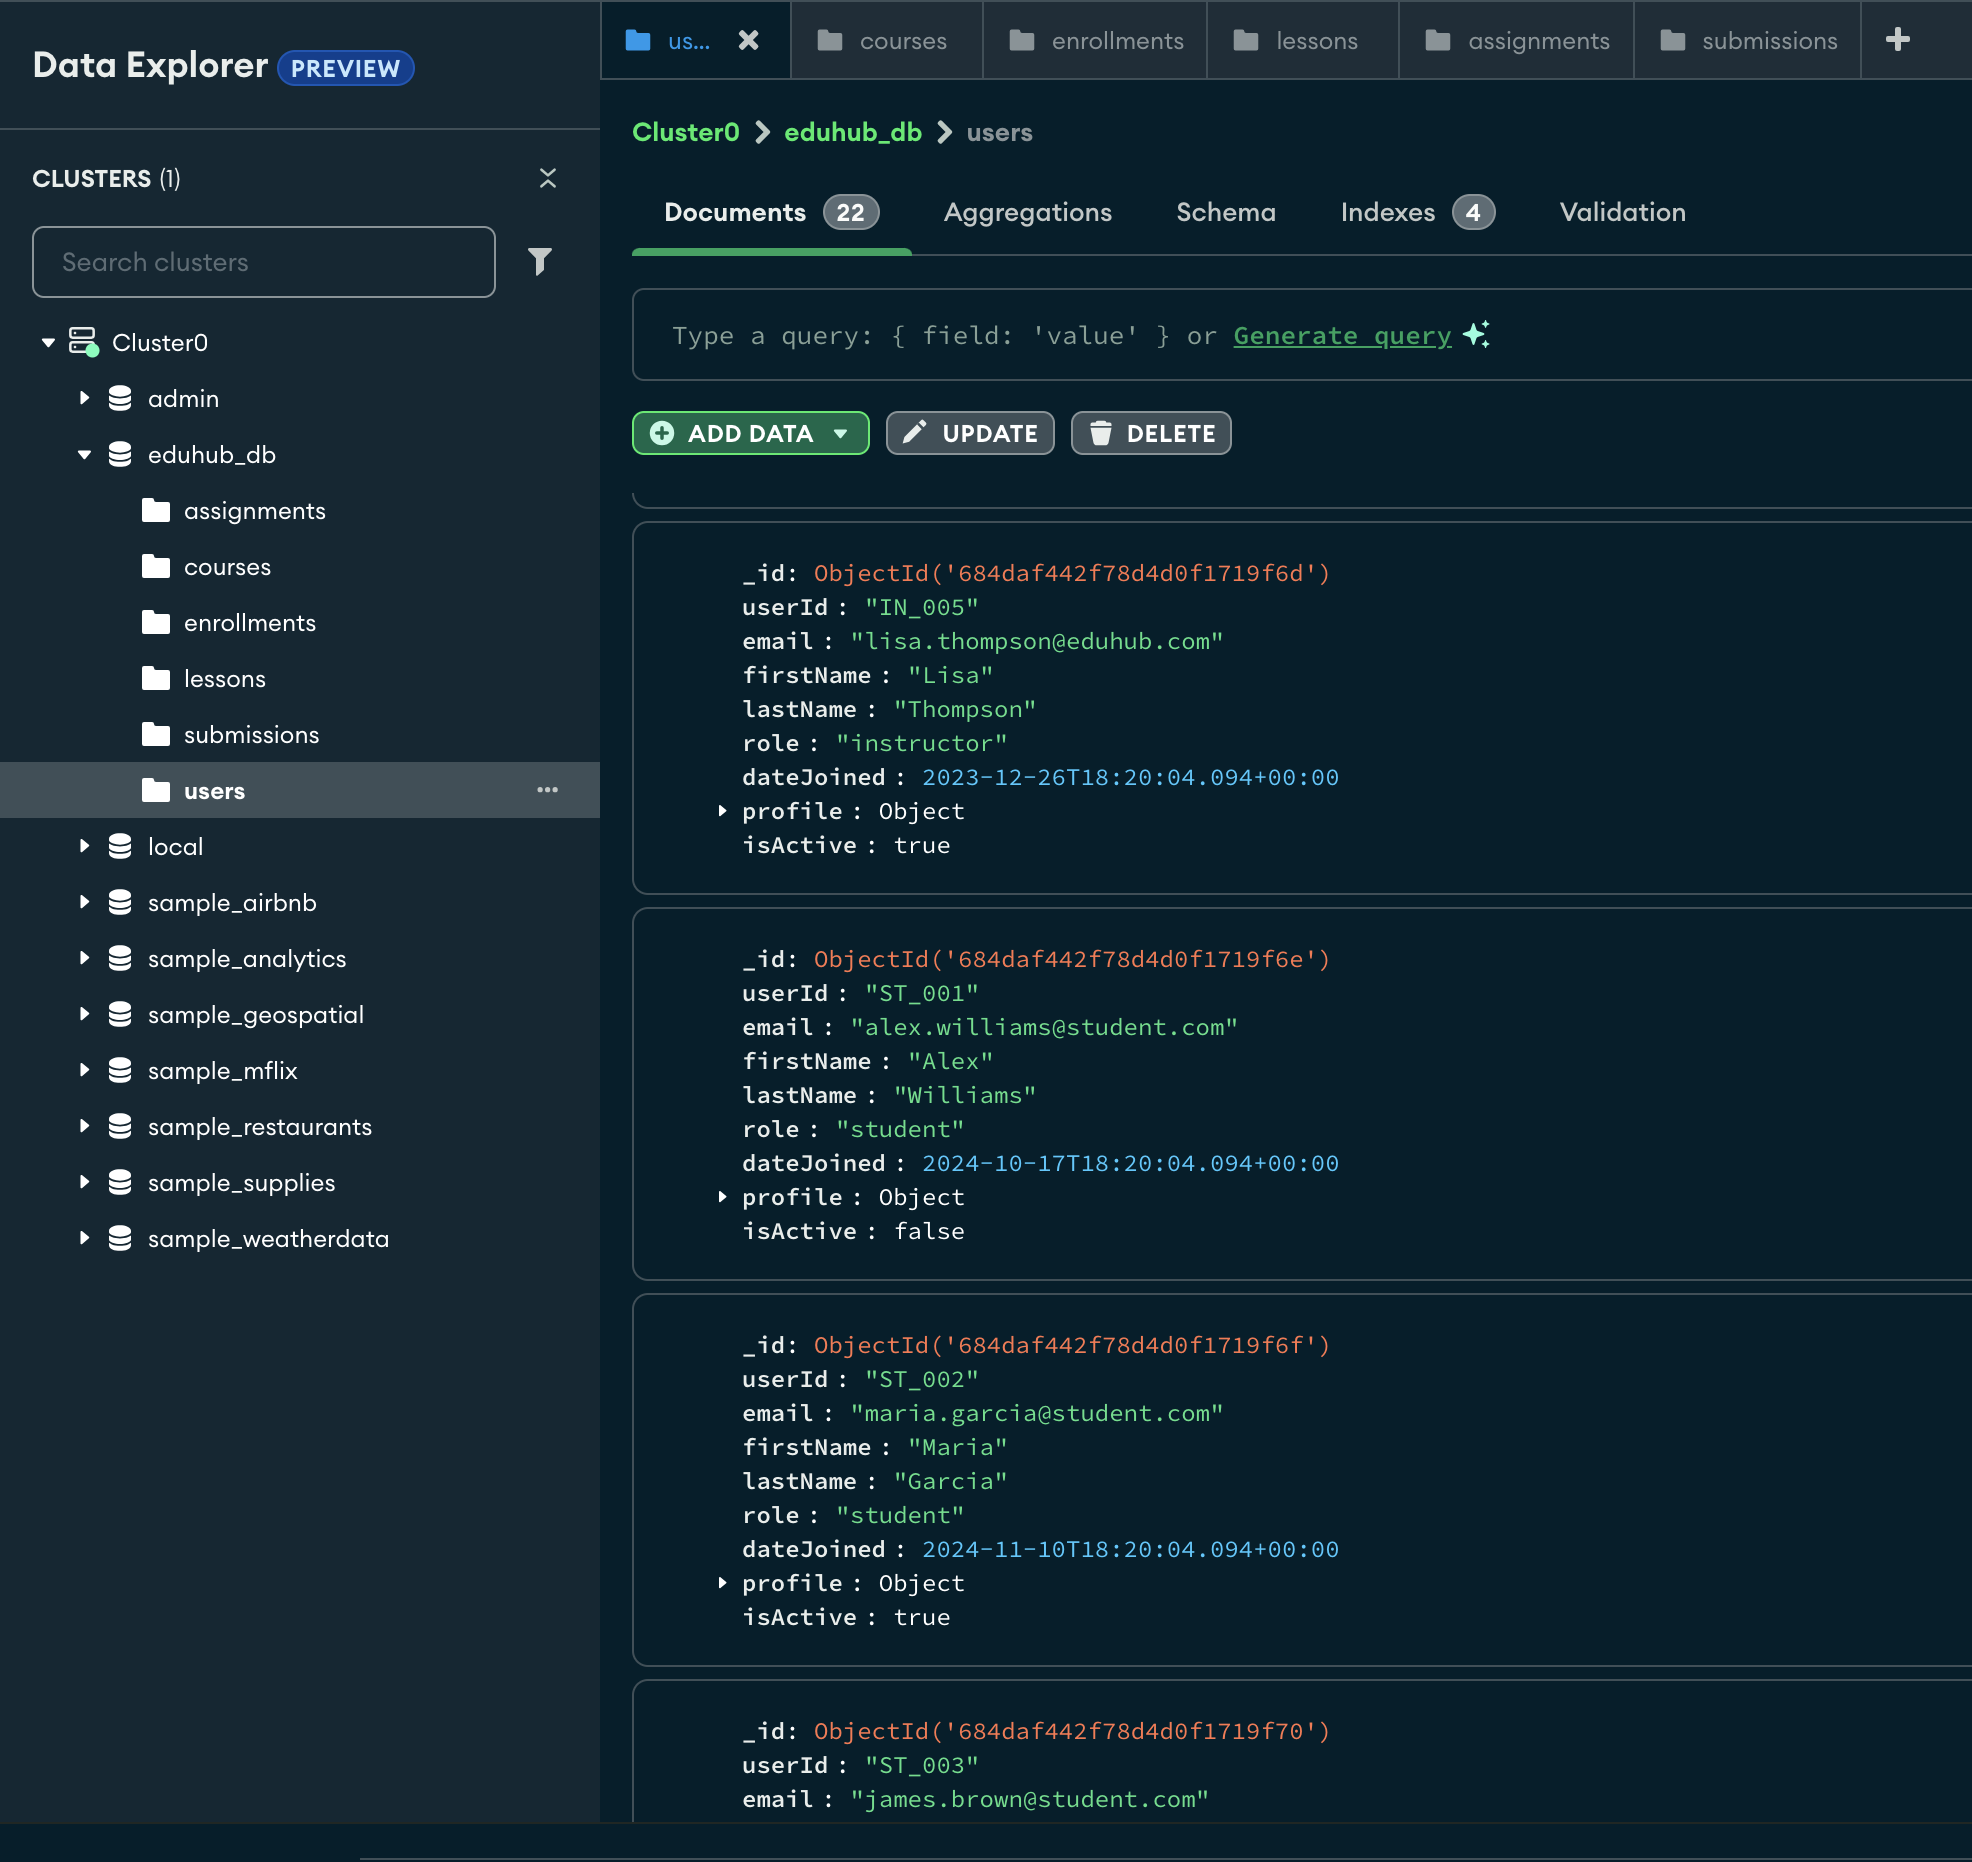 Data Explorer PREVIEW
CLUSTERS (1)
Search clusters
Cluster0
admin
eduhub_db
assignments
courses
enrollments
lessons
submissions
users
local
sample_airbnb
sample_analytics
sample_geospatial
sample_mflix
sample_restaurants
sample_supplies
sample_weatherdata
us... courses enrollments lessons assignments submissions
Cluster0 > eduhub_db > users
Documents 22 Aggregations Schema Indexes 4 Validation
Type a query: { field: 'value' } or Generate query
ADD DATA UPDATE DELETE
_id: ObjectId('684daf442f78d4d0f1719f6d')
userId : "IN_005"
email : "lisa.thompson@eduhub.com"
firstName : "Lisa"
lastName : "Thompson"
role : "instructor"
dateJoined : 2023-12-26T18:20:04.094+00:00
profile : Object
isActive : true
_id: ObjectId('684daf442f78d4d0f1719f6e')
userId : "ST_001"
email : "alex.williams@student.com"
firstName : "Alex"
lastName : "Williams"
role : "student"
dateJoined : 2024-10-17T18:20:04.094+00:00
profile : Object
isActive : false
_id: ObjectId('684daf442f78d4d0f1719f6f')
userId : "ST_002"
email : "maria.garcia@student.com"
firstName : "Maria"
lastName : "Garcia"
role : "student"
dateJoined : 2024-11-10T18:20:04.094+00:00
profile : Object
isActive : true
_id: ObjectId('684daf442f78d4d0f1719f70')
userId : "ST_003"
email : "james.brown@student.com"